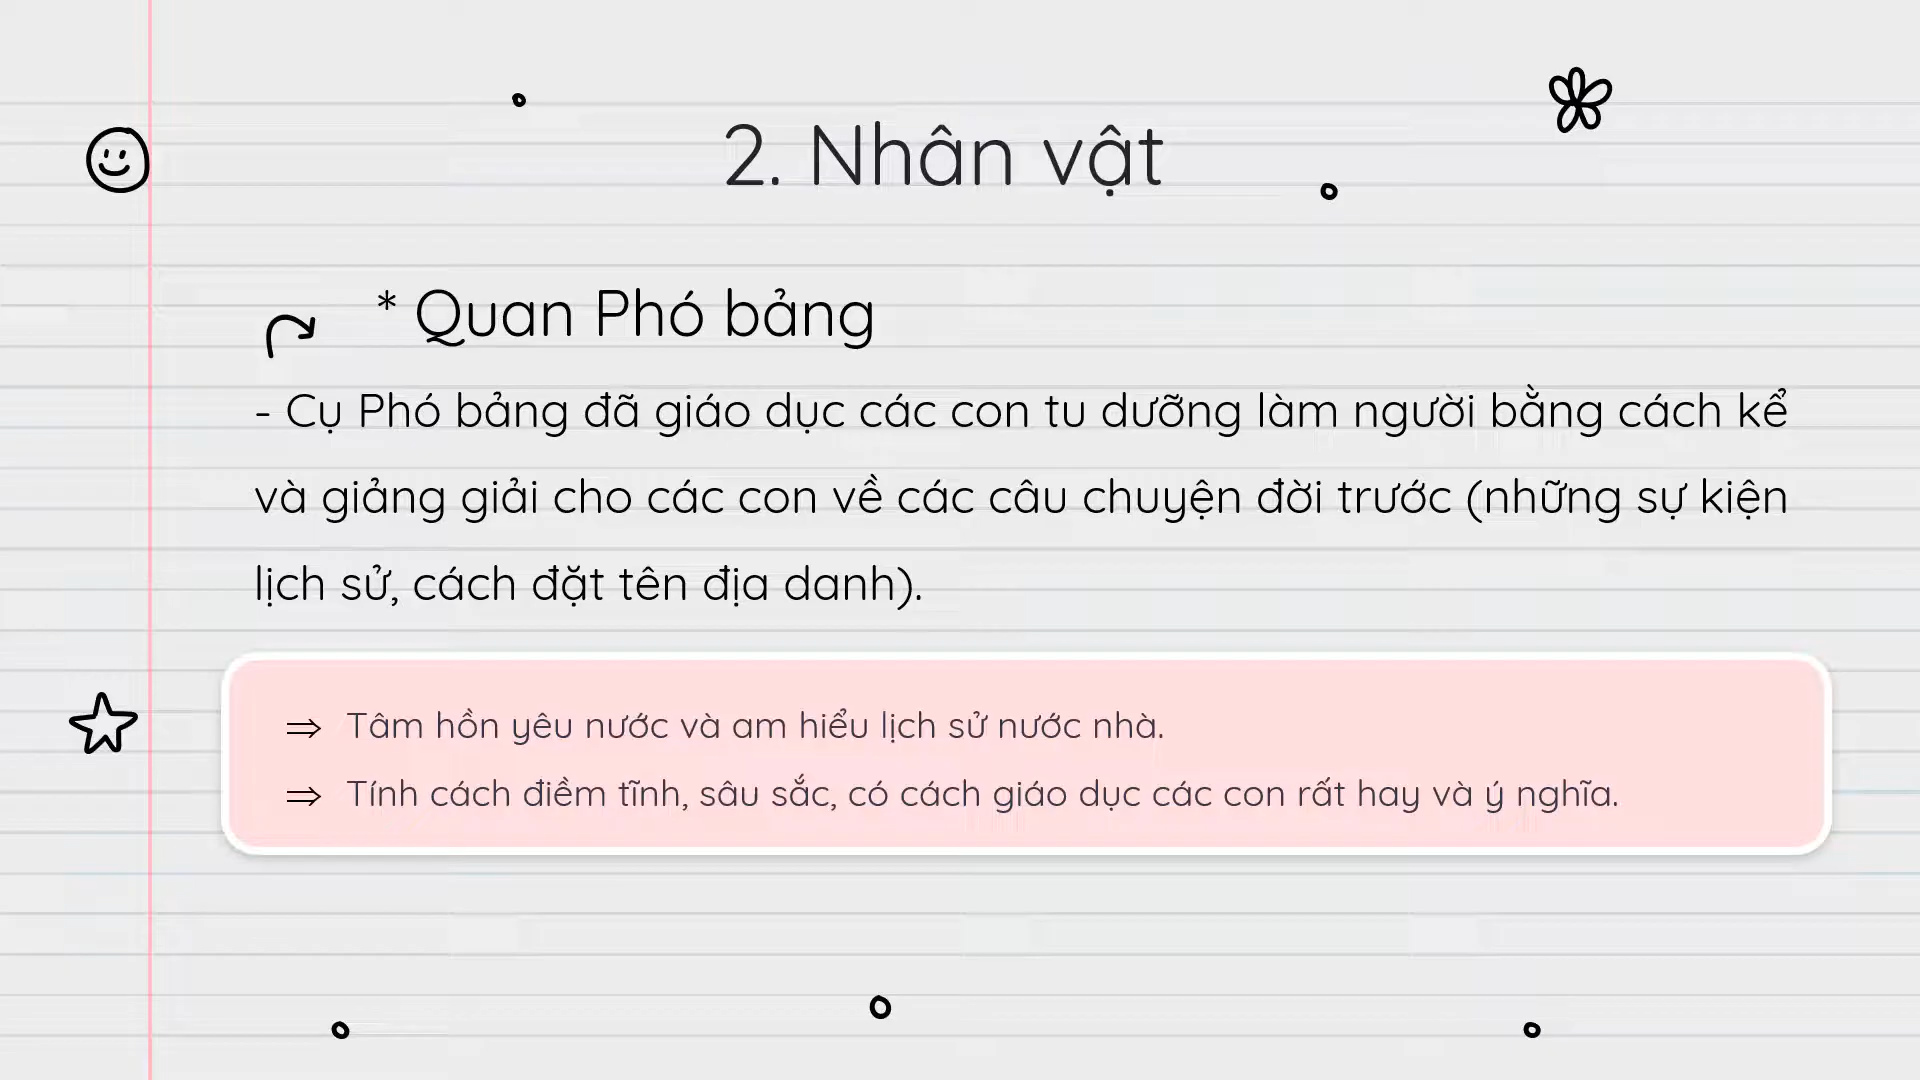 2. Nhân vật
* Quan Phó bảng
- Cụ Phó bảng đã giáo dục các con tu dưỡng làm người bằng cách kể
và giảng giải cho các con về các câu chuyện đời trước (những sự kiện
lịch sử, cách đặt tên địa danh).
⇒ Tâm hồn yêu nước và am hiểu lịch sử nước nhà.
⇒ Tính cách điềm tĩnh, sâu sắc, có cách giáo dục các con rất hay và ý nghĩa.